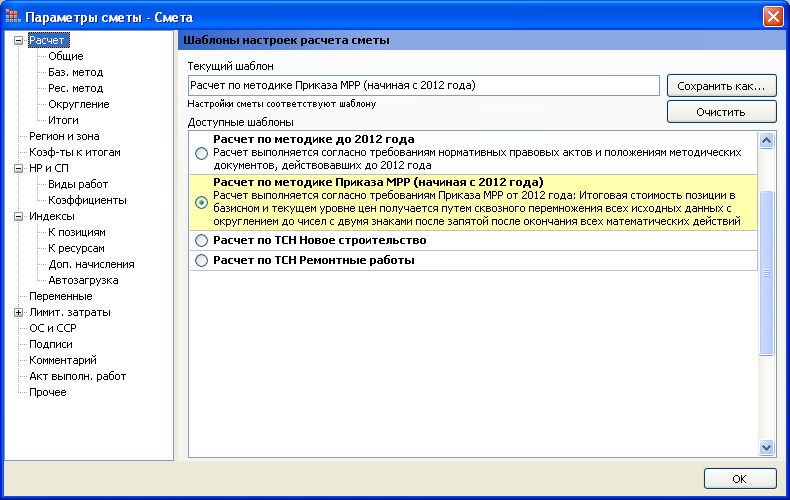 Параметры сметы - Смета
Расчет
Общие
Баз. метод
Рес. метод
Округление
Итоги
Регион и зона
Коэф-ты к итогам
НР и СП
Виды работ
Коэффициенты
Индексы
К позициям
К ресурсам
Доп. начисления
Автозагрузка
Переменные
Лимит. затраты
ОС и ССР
Подписи
Комментарий
Акт выполн. работ
Прочее
Шаблоны настроек расчета сметы
Текущий шаблон
Расчет по методике Приказа МРР (начиная с 2012 года)
Сохранить как...
Настройки сметы соответствуют шаблону
Очистить
Доступные шаблоны
Расчет по методике до 2012 года
Расчет выполняется согласно требованиям нормативных правовых актов и положениям методических
документов, действовавших до 2012 года
Расчет по методике Приказа МРР (начиная с 2012 года)
Расчет выполняется согласно требованиям Приказа МРР от 2012 года: Итоговая стоимость позиции в
базисном и текущем уровне цен получается путем сквозного перемножения всех исходных данных с
округлением до чисел с двумя знаками после запятой после окончания всех математических действий
Расчет по ТСН Новое строительство
Расчет по ТСН Ремонтные работы
OK